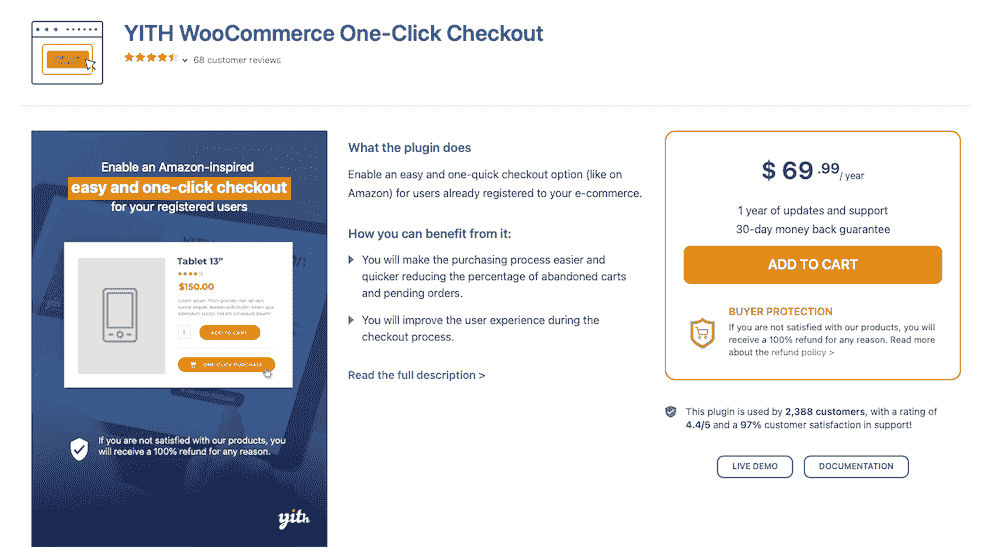 YITH WooCommerce One-Click Checkout
68 customer reviews
Enable an Amazon-inspired
easy and one-click checkout
for your registered users
Tablet 13"
$150.00
1
ADD TO CART
ONE-CLICK PURCHASE
If you are not satisfied with our products, you
will receive a 100% refund for any reason.
yith
What the plugin does
Enable an easy and one-quick checkout option (like on
Amazon) for users already registered to your e-commerce.
How you can benefit from it:
You will make the purchasing process easier and
quicker reducing the percentage of abandoned carts
and pending orders.
You will improve the user experience during the
checkout process.
Read the full description >
$ 69.99/ year
1 year of updates and support
30-day money back guarantee
ADD TO CART
BUYER PROTECTION
If you are not satisfied with our products, you will
receive a 100% refund for any reason. Read more
about the refund policy >
This plugin is used by 2,388 customers, with a rating of
4.4/5 and a 97% customer satisfaction in support!
LIVE DEMO
DOCUMENTATION